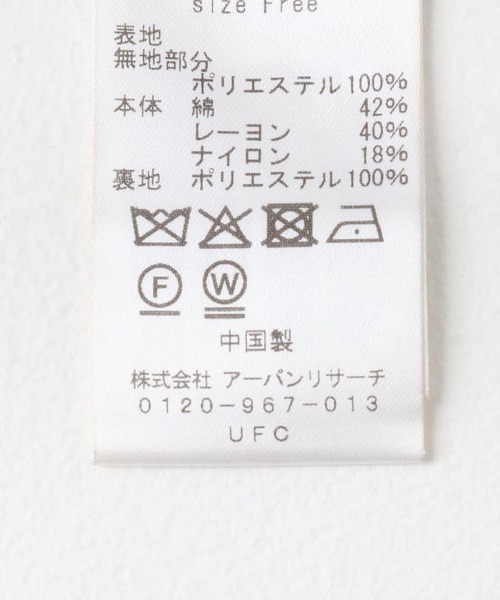 size Free
表地
無地部分
ポリエステル100%
本体 綿 42%
レーヨン 40%
ナイロン 18%
裏地 ポリエステル100%
F W
中国製
株式会社 アーバンリサーチ
0120-967-013
UFC